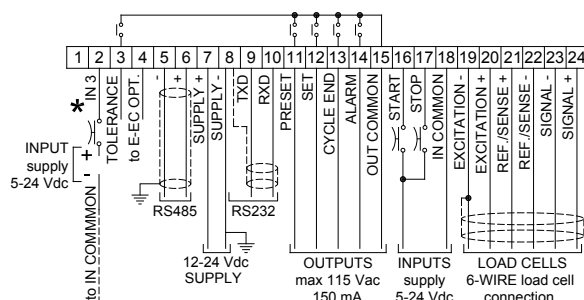 1 2 3 4 5 6 7 8 9 10 11 12 13 14 15 16 17 18 19 20 21 22 23 24
* IN 3
TOLERANCE
to E-EC OPT.
-
+
SUPPLY +
SUPPLY -
TXD
RXD
PRESET
SET
CYCLE END
ALARM
OUT COMMON
START
STOP
IN COMMON
EXCITATION -
EXCITATION +
REF./SENSE +
REF./SENSE -
SIGNAL -
SIGNAL +
INPUT
supply
5-24 Vdc
+
-
to IN COMMMON
RS485
RS232
12-24 Vdc
SUPPLY
OUTPUTS
max 115 Vac
150 mA
INPUTS
supply
5-24 Vdc
LOAD CELLS
6-WIRE load cell
connection